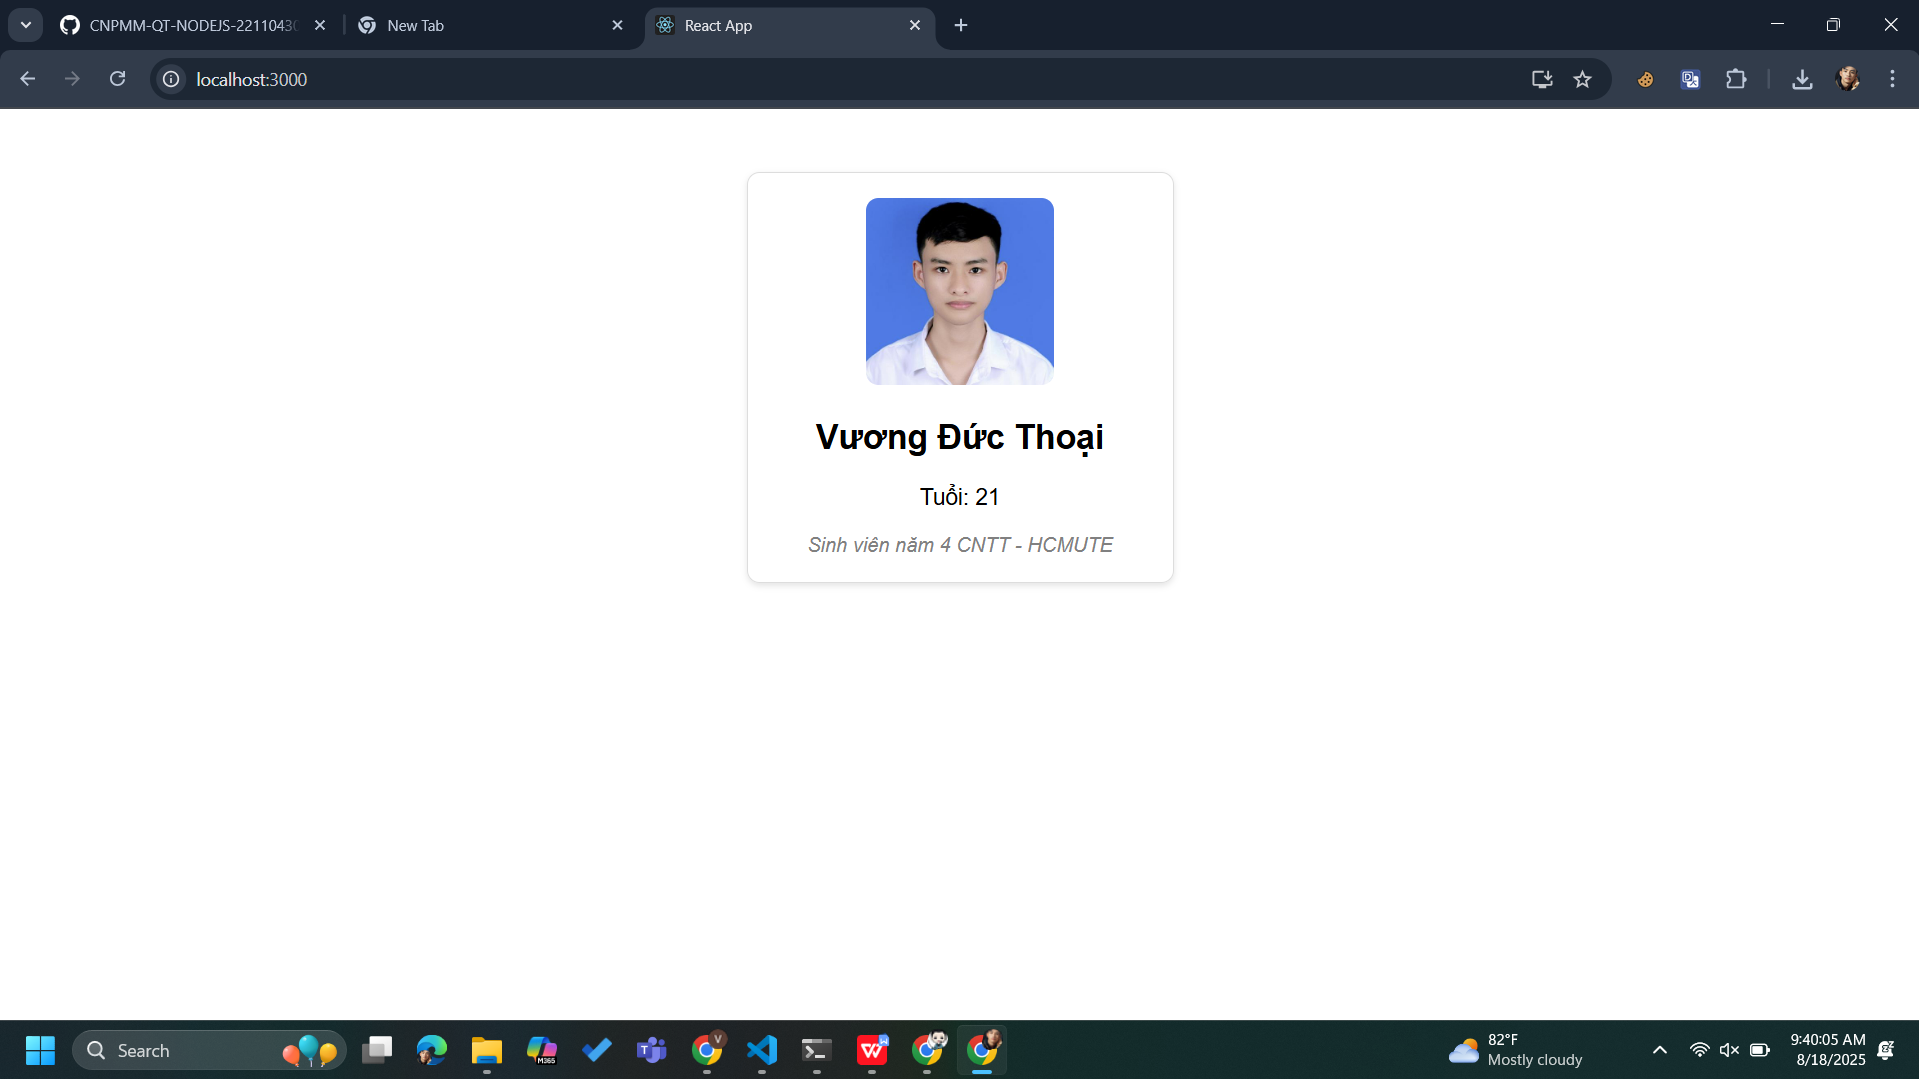 CNPMM-QT-NODEJS-2211043
New Tab
React App
localhost:3000
Vương Đức Thoại
Tuổi: 21
Sinh viên năm 4 CNTT - HCMUTE
Search
M365
T
V
W
W
82°F
Mostly cloudy
9:40:05 AM
8/18/2025